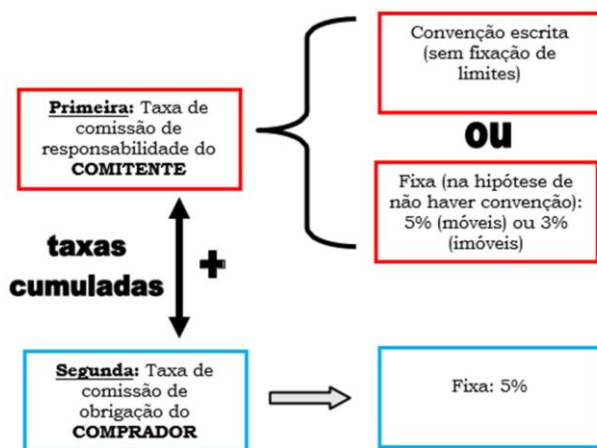 Primeira: Taxa de
comissão de
responsabilidade do
COMITENTE
Convenção escrita
(sem fixação de
limites)
ou
Fixa (na hipótese de
não haver convenção):
5% (móveis) ou 3%
(imóveis)
taxas
cumuladas
+
Segunda: Taxa de
comissão de
obrigação do
COMPRADOR
Fixa: 5%